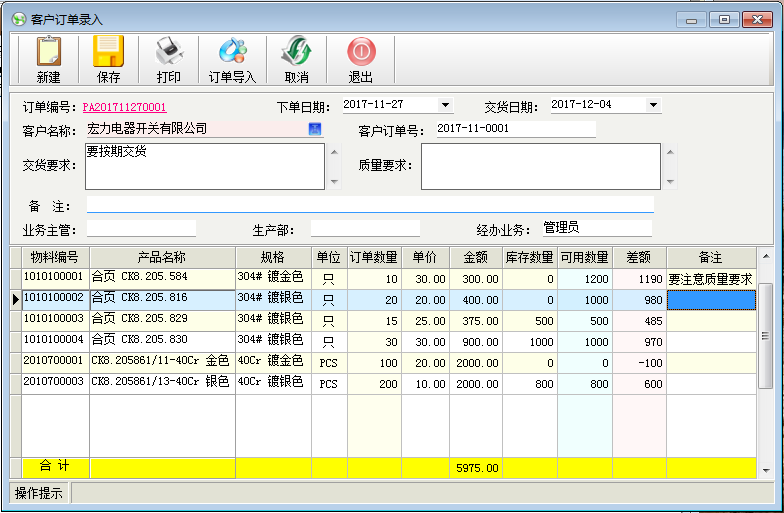 客户订单录入
新建 保存 打印 订单导入 取消 退出
订单编号: PA201711270001 下单日期: 2017-11-27 交货日期: 2017-12-04
客户名称: 宏力电器开关有限公司 客户订单号: 2017-11-0001
交货要求: 要按期交货 质量要求:
备 注:
业务主管: 生产部: 经办业务: 管理员
物料编号 产品名称 规格 单位 订单数量 单价 金额 库存数量 可用数量 差额 备注
1010100001 合页 CK8.205.584 304# 镀金色 只 10 30.00 300.00 0 1200 1190 要注意质量要求
1010100002 合页 CK8.205.816 304# 镀银色 只 20 20.00 400.00 0 1000 980
1010100003 合页 CK8.205.829 304# 镀银色 只 15 25.00 375.00 500 500 485
1010100004 合页 CK8.205.830 304# 镀银色 只 30 30.00 900.00 1000 1000 970
2010700001 CK8.205861/11-40Cr 金色 40Cr 镀金色 PCS 100 20.00 2000.00 0 0 -100
2010700003 CK8.205861/13-40Cr 银色 40Cr 镀银色 PCS 200 10.00 2000.00 800 800 600
合 计 5975.00
操作提示